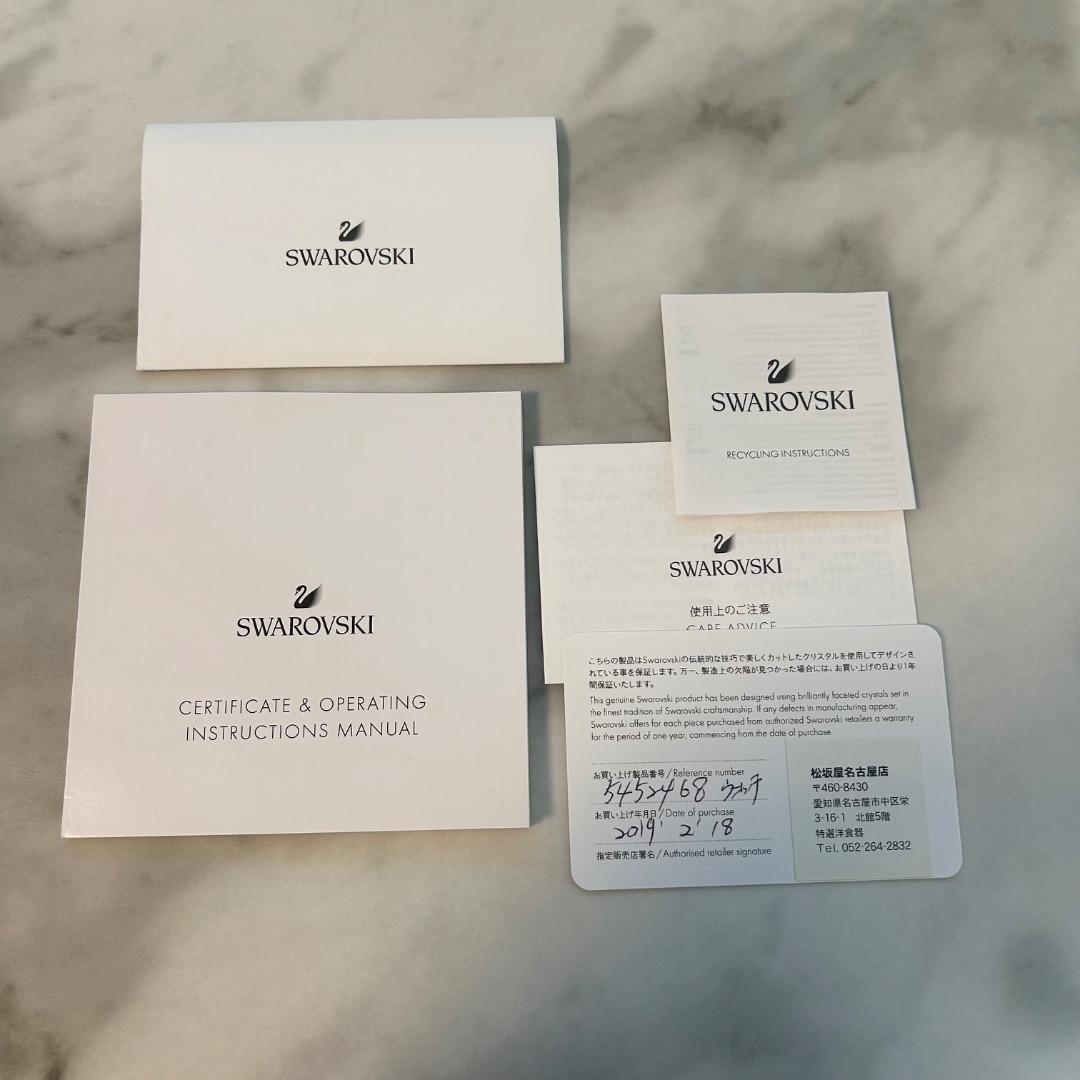 SWAROVSKI
SWAROVSKI
CERTIFICATE & OPERATING
INSTRUCTIONS MANUAL
SWAROVSKI
RECYCLING INSTRUCTIONS
SWAROVSKI
使用上のご注意
CARE ADVICE
こちらの製品はSwarovskiの伝統的な技巧で美しくカットしたクリスタルを使用してデザインさ
れている事を保証します。万一、製造上の欠陥が見つかった場合には、お買い上げの日より1年
間保証いたします。
This genuine Swarovski product has been designed using brilliantly faceted crystals set in
the finest tradition of Swarovski craftsmanship. If any defects in manufacturing appear,
Swarovski offers for each piece purchased from authorized Swarovski retailers a warranty
for the period of one year, commencing from the date of purchase.
お買い上げ製品番号/Reference number
5452468 ウォッチ
お買い上げ年月日/Date of purchase
2019' 2' 18
指定販売店署名/Authorised retailer signature
松坂屋名古屋店
〒460-8430
愛知県名古屋市中区栄
3-16-1 北館5階
特選洋食器
Tel. 052-264-2832